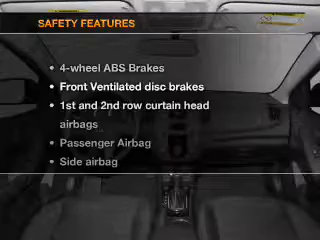 SAFETY FEATURES
• 4-wheel ABS Brakes
• Front Ventilated disc brakes
• 1st and 2nd row curtain head
airbags
• Passenger Airbag
• Side airbag